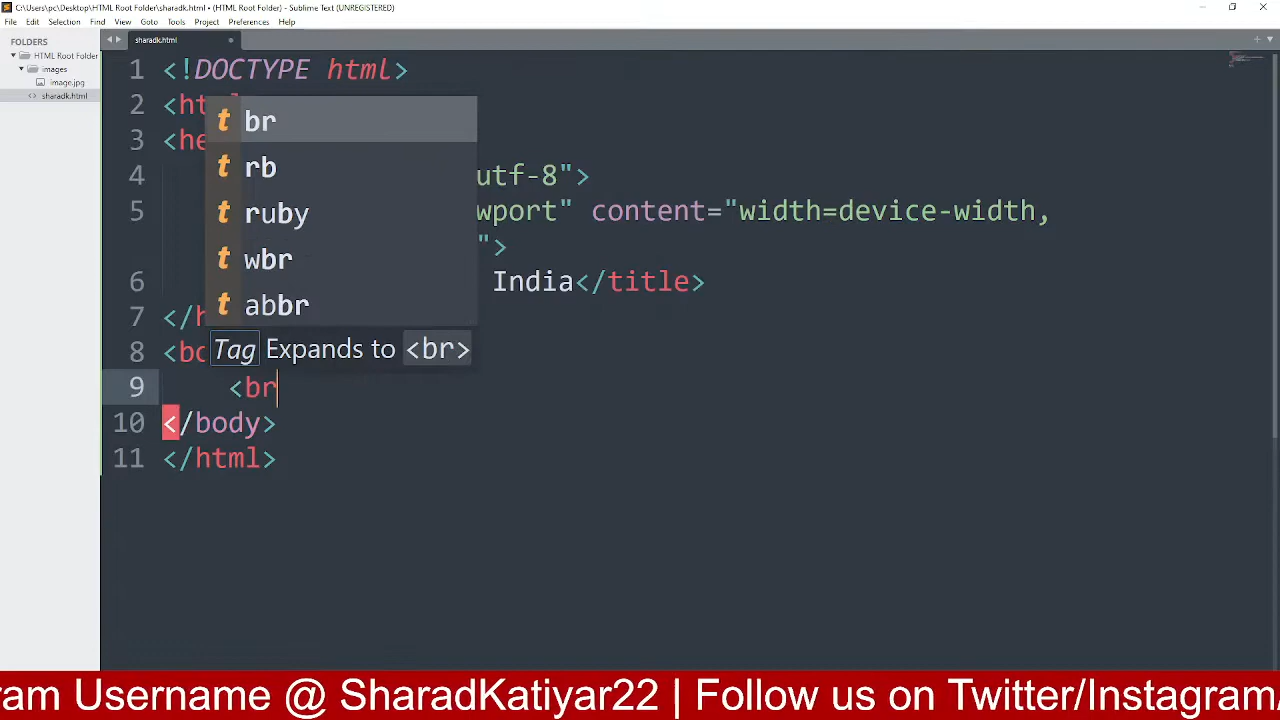 C:\Users\pc\Desktop\HTML Root Folder\sharadk.html • (HTML Root Folder) - Sublime Text (UNREGISTERED)
File Edit Selection Find View Goto Tools Project Preferences Help
FOLDERS
HTML Root Folder
images
image.jpg
<> sharadk.html
sharadk.html
1 <!DOCTYPE html>
2 <html
3 <he
4 utf-8">
5 wport" content="width=device-width,
">
6 India</title>
7 </h
8 <bo
9 <br
10 </body>
11 </html>
t br
t rb
t ruby
t wbr
t abbr
Tag Expands to <br>
ram Username @ SharadKatiyar22 | Follow us on Twitter/Instagram